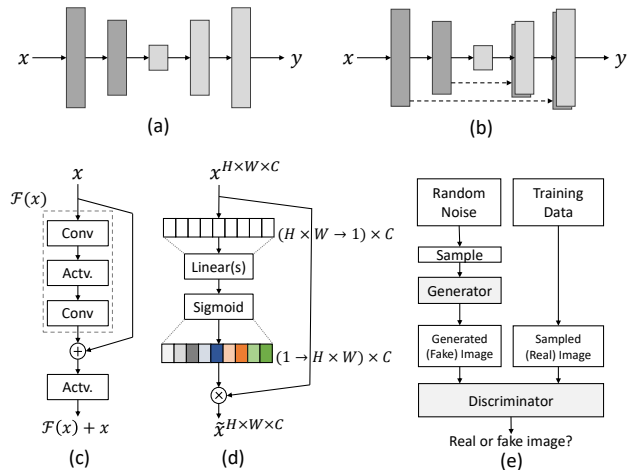 x
y
(a)
x
y
(b)
x
F(x)
Conv
Actv.
Conv
+
Actv.
F(x) + x
(c)
x^{H×W×C}
(H × W → 1) × C
Linear(s)
Sigmoid
(1 → H × W) × C
×
x̃^{H×W×C}
(d)
Random
Noise
Training
Data
Sample
Generator
Generated
(Fake) Image
Sampled
(Real) Image
Discriminator
Real or fake image?
(e)